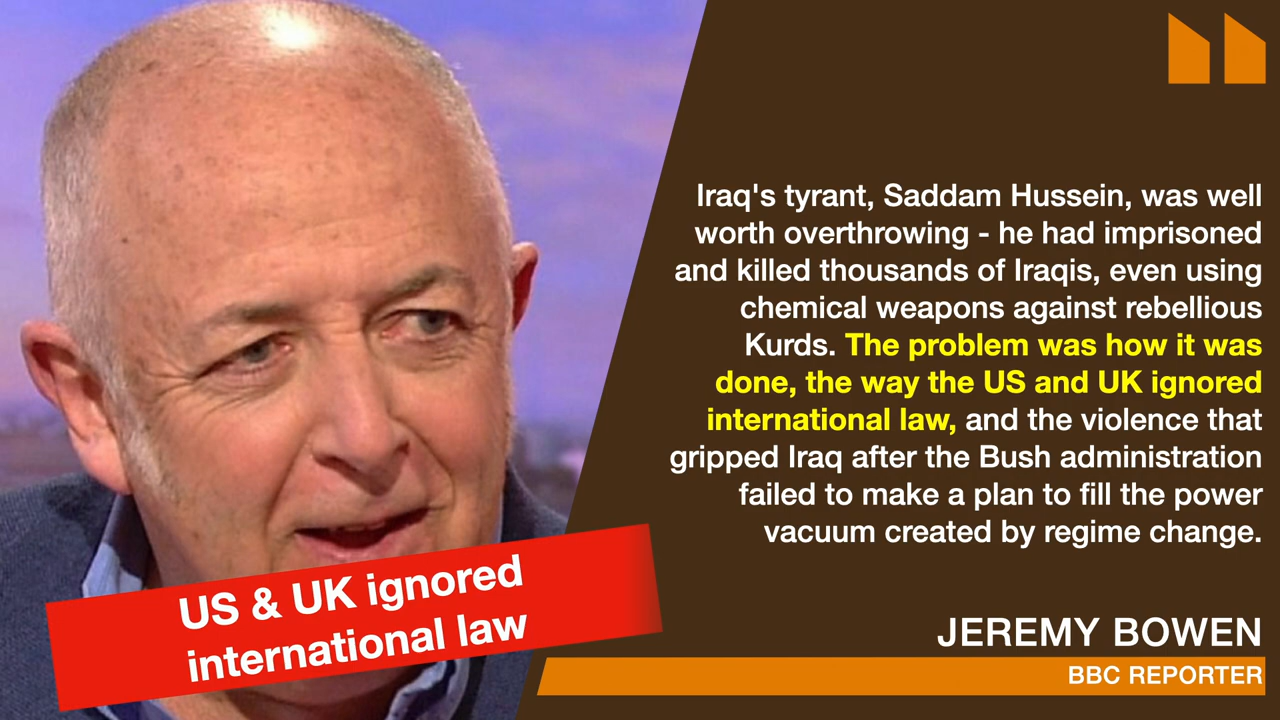 Iraq's tyrant, Saddam Hussein, was well
worth overthrowing - he had imprisoned
and killed thousands of Iraqis, even using
chemical weapons against rebellious
Kurds. The problem was how it was
done, the way the US and UK ignored
international law, and the violence that
gripped Iraq after the Bush administration
failed to make a plan to fill the power
vacuum created by regime change.
US & UK ignored
international law
JEREMY BOWEN
BBC REPORTER